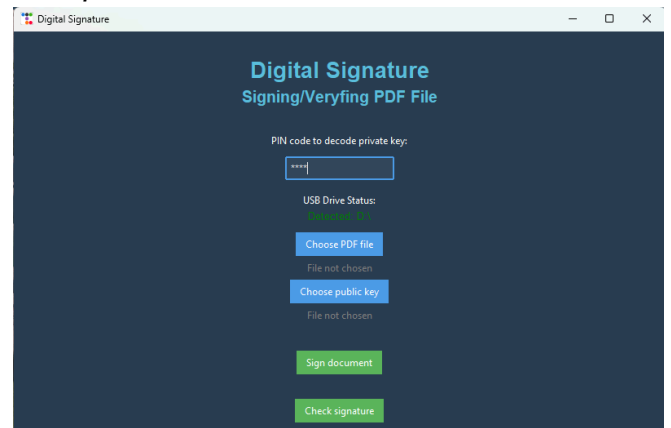 Digital Signature
Digital Signature
Signing/Veryfing PDF File
PIN code to decode private key:
****
USB Drive Status:
Detected: D:\
Choose PDF file
File not chosen
Choose public key
File not chosen
Sign document
Check signature